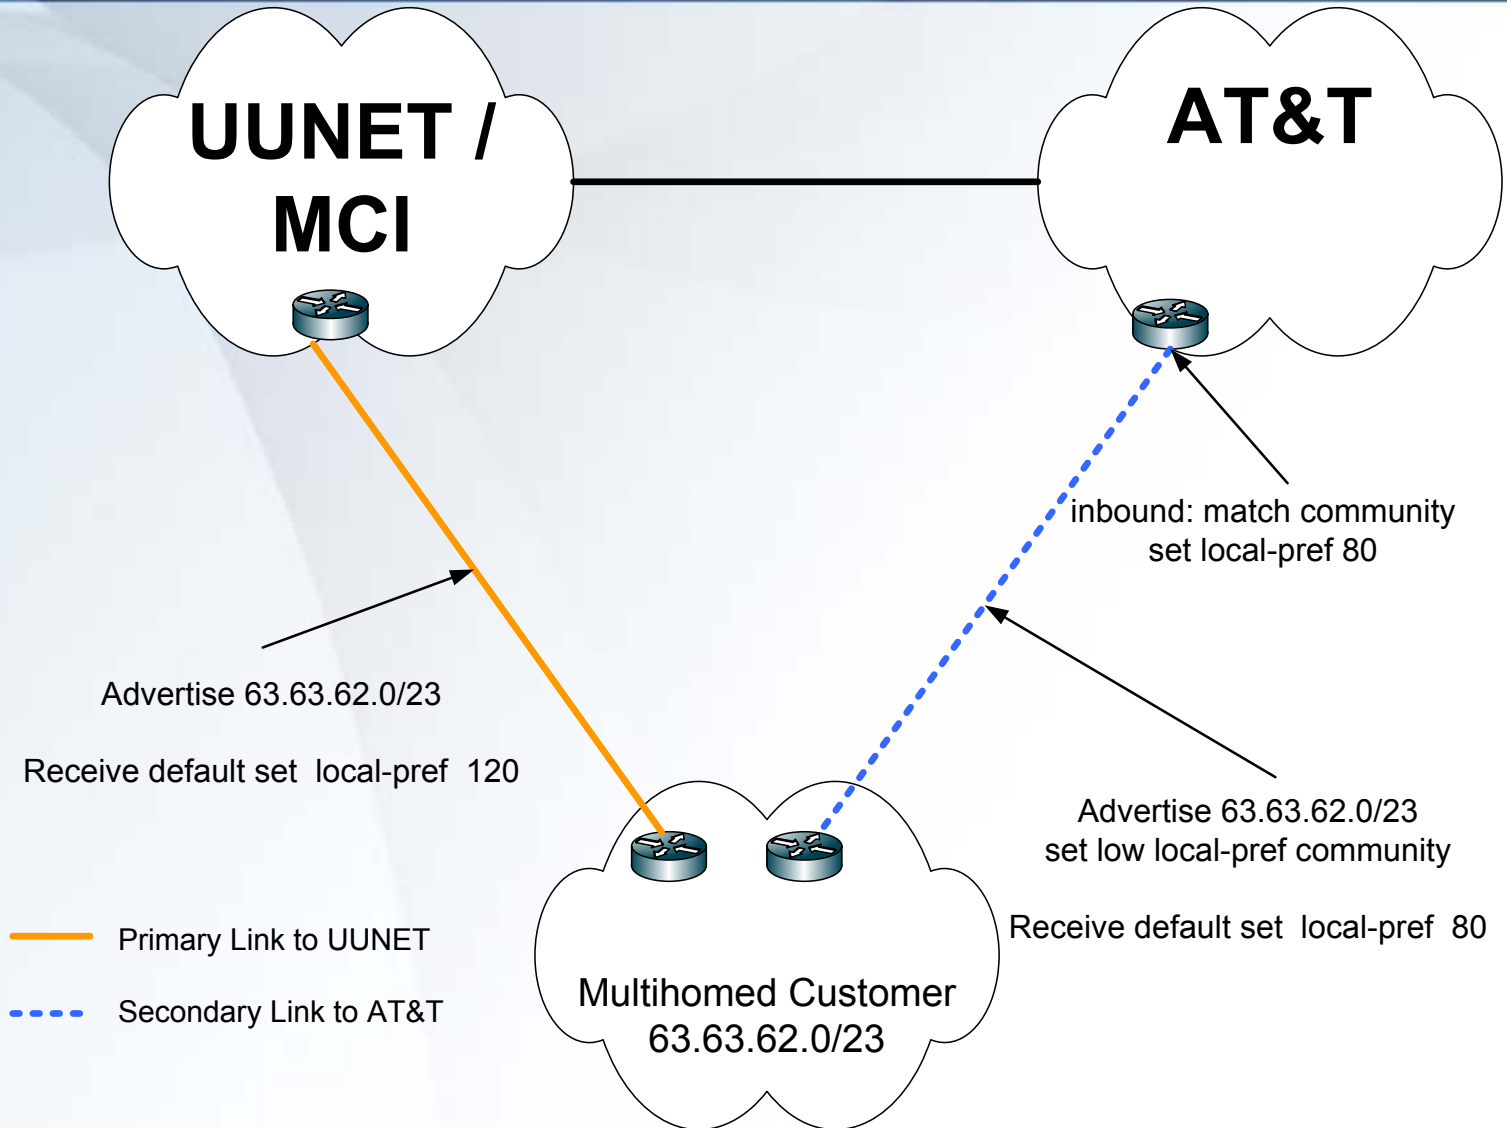 UUNET /
MCI
AT&T
inbound: match community
set local-pref 80
Advertise 63.63.62.0/23
Receive default set local-pref 120
Advertise 63.63.62.0/23
set low local-pref community
Receive default set local-pref 80
Primary Link to UUNET
Secondary Link to AT&T
Multihomed Customer
63.63.62.0/23